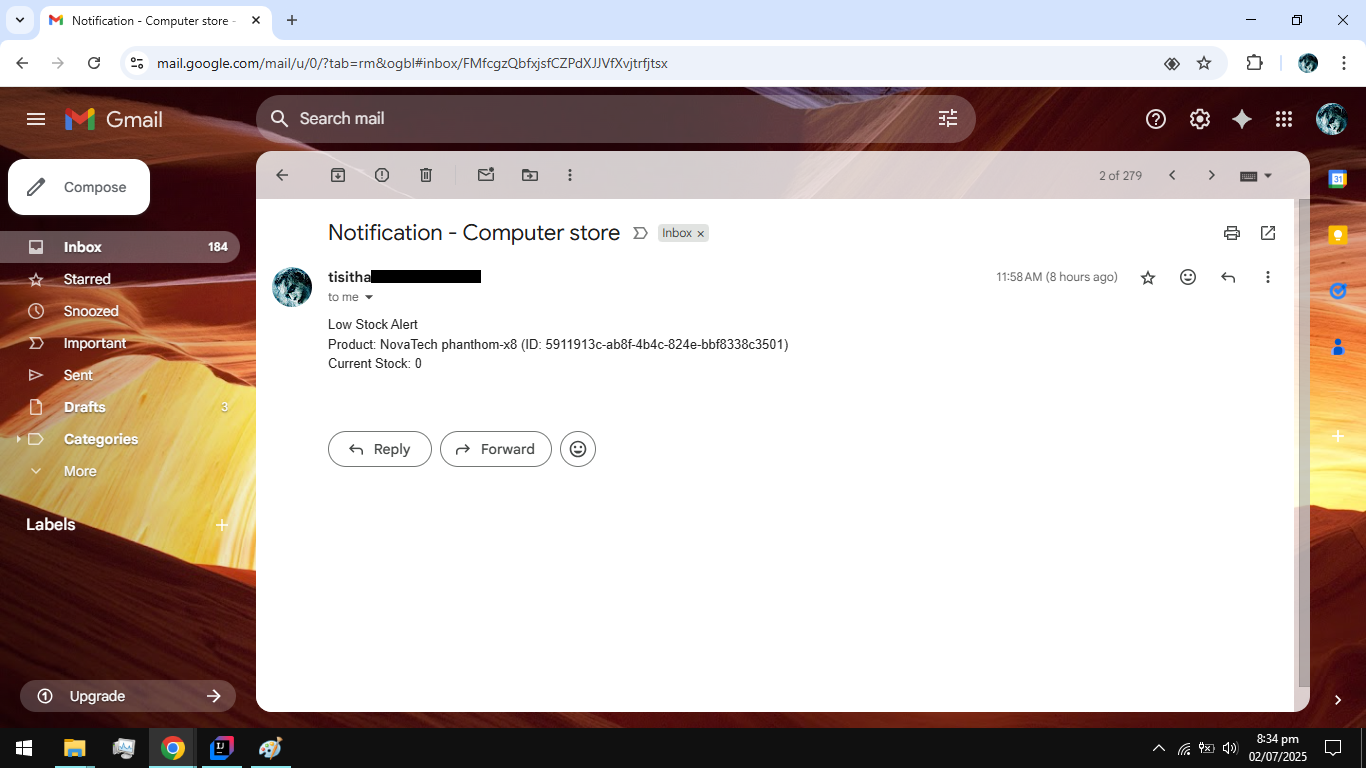 Notification - Computer store -
mail.google.com/mail/u/0/?tab=rm&ogbl#inbox/FMfcgzQbfxjsfCZPdXJJVfXvjtrfjtsx
Gmail
Search mail
Compose
2 of 279
Inbox 184
Starred
Snoozed
Important
Sent
Drafts 3
Categories
More
Labels
Upgrade
Notification - Computer store Inbox ×
tisitha
11:58 AM (8 hours ago)
to me
Low Stock Alert
Product: NovaTech phanthom-x8 (ID: 5911913c-ab8f-4b4c-824e-bbf8338c3501)
Current Stock: 0
Reply
Forward
31
8:34 pm
02/07/2025